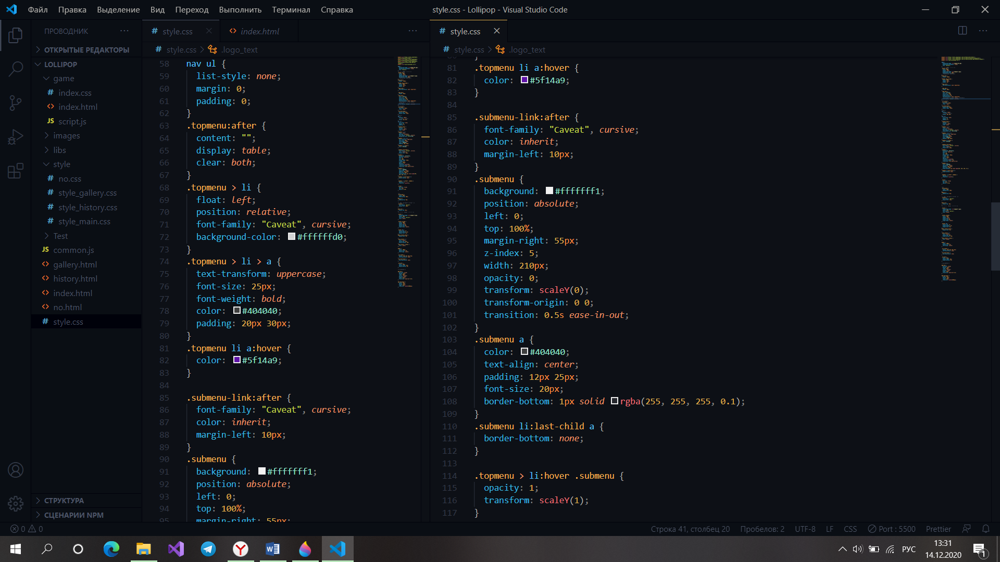 Файл Правка Выделение Вид Переход Выполнить Терминал Справка
style.css - Lollipop - Visual Studio Code
ПРОВОДНИК
ОТКРЫТЫЕ РЕДАКТОРЫ
LOLLIPOP
game
index.css
index.html
JS script.js
images
libs
style
no.css
style_gallery.css
style_history.css
style_main.css
Test
JS common.js
gallery.html
history.html
index.html
no.html
style.css
СТРУКТУРА
СЦЕНАРИИ NPM
style.css
index.html
style.css > .logo_text
58 nav ul {
59 list-style: none;
60 margin: 0;
61 padding: 0;
62 }
63 .topmenu:after {
64 content: "";
65 display: table;
66 clear: both;
67 }
68 .topmenu > li {
69 float: left;
70 position: relative;
71 font-family: "Caveat", cursive;
72 background-color: #ffffffd0;
73 }
74 .topmenu > li > a {
75 text-transform: uppercase;
76 font-size: 25px;
77 font-weight: bold;
78 color: #404040;
79 padding: 20px 30px;
80 }
81 .topmenu li a:hover {
82 color: #5f14a9;
83 }
84
85 .submenu-link:after {
86 font-family: "Caveat", cursive;
87 color: inherit;
88 margin-left: 10px;
89 }
90 .submenu {
91 background: #fffffff1;
92 position: absolute;
93 left: 0;
94 top: 100%;
95 margin-right: 55px;
style.css
style.css > .logo_text
}
81 .topmenu li a:hover {
82 color: #5f14a9;
83 }
84
85 .submenu-link:after {
86 font-family: "Caveat", cursive;
87 color: inherit;
88 margin-left: 10px;
89 }
90 .submenu {
91 background: #fffffff1;
92 position: absolute;
93 left: 0;
94 top: 100%;
95 margin-right: 55px;
96 z-index: 5;
97 width: 210px;
98 opacity: 0;
99 transform: scaleY(0);
100 transform-origin: 0 0;
101 transition: 0.5s ease-in-out;
102 }
103 .submenu a {
104 color: #404040;
105 text-align: center;
106 padding: 12px 25px;
107 font-size: 20px;
108 border-bottom: 1px solid rgba(255, 255, 255, 0.1);
109 }
110 .submenu li:last-child a {
111 border-bottom: none;
112 }
113
114 .topmenu > li:hover .submenu {
115 opacity: 1;
116 transform: scaleY(1);
117 }
0 0
Строка 41, столбец 20 Пробелов: 2 UTF-8 LF CSS Port : 5500 Prettier
РУС
13:31
14.12.2020
1